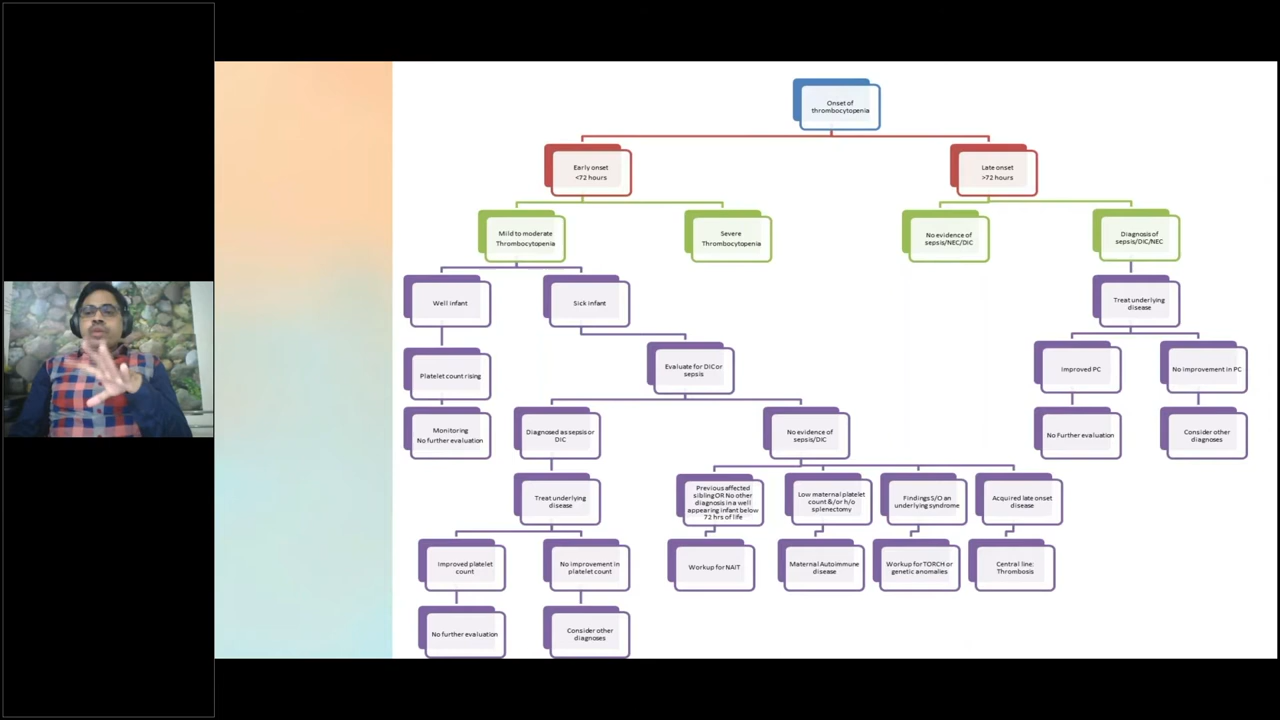 Onset of
thrombocytopenia
Early onset
<72 hours
Late onset
>72 hours
Mild to moderate
Thrombocytopenia
Severe
Thrombocytopenia
No evidence of
sepsis/NEC/DIC
Diagnosis of
sepsis/DIC/NEC
Well infant
Sick infant
Treat underlying
disease
Platelet count rising
Evaluate for DIC or
sepsis
Improved PC
No improvement in PC
Monitoring
No further evaluation
Diagnosed as sepsis or
DIC
No evidence of
sepsis/DIC
No Further evaluation
Consider other
diagnoses
Treat underlying
disease
Previous affected
sibling OR No other
diagnosis in a well
appearing infant below
72 hrs of life
Low maternal platelet
count &/or h/o
splenectomy
Findings S/O an
underlying syndrome
Acquired late onset
disease
Improved platelet
count
No improvement in
platelet count
Workup for NAIT
Maternal Autoimmune
disease
Workup for TORCH or
genetic anomalies
Central line:
Thrombosis
No further evaluation
Consider other
diagnoses